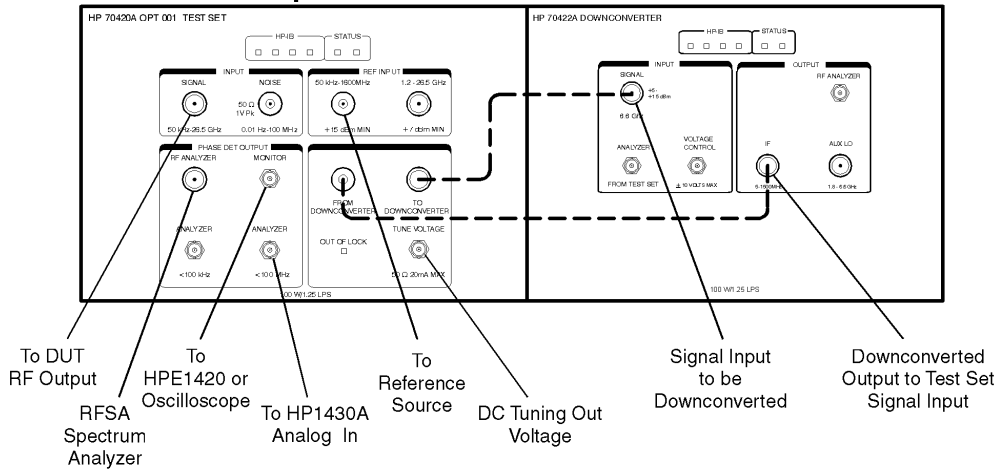 HP 70420A OPT 001 TEST SET
HP-IB
STATUS
INPUT
SIGNAL
NOISE
50 Ω
1V Pk
50 kHz-26.5 GHz
0.01 Hz-100 MHz
REF INPUT
50 kHz-1600MHz
1.2 - 26.5 GHz
+15 dBm MIN
+7 dBm MIN
PHASE DET OUTPUT
RF ANALYZER
MONITOR
ANALYZER
ANALYZER
<100 kHz
<100 MHz
FROM
DOWNCONVERTER
TO
DOWNCONVERTER
OUT OF LOCK
TUNE VOLTAGE
50 Ω 20mA MAX
100 W/1.25 LPS
HP 70422A DOWNCONVERTER
HP-IB
STATUS
INPUT
SIGNAL
+5 -
+15 dBm
6.6 GHz
ANALYZER
VOLTAGE
CONTROL
FROM TEST SET
± 10 VOLTS MAX
OUTPUT
RF ANALYZER
IF
AUX LO
5-1500MHz
1.8 - 6.6 GHz
100 W/1.25 LPS
To DUT
RF Output
RFSA
Spectrum
Analyzer
To
HPE1420 or
Oscilloscope
To HP1430A
Analog In
To
Reference
Source
DC Tuning Out
Voltage
Signal Input
to be
Downconverted
Downconverted
Output to Test Set
Signal Input